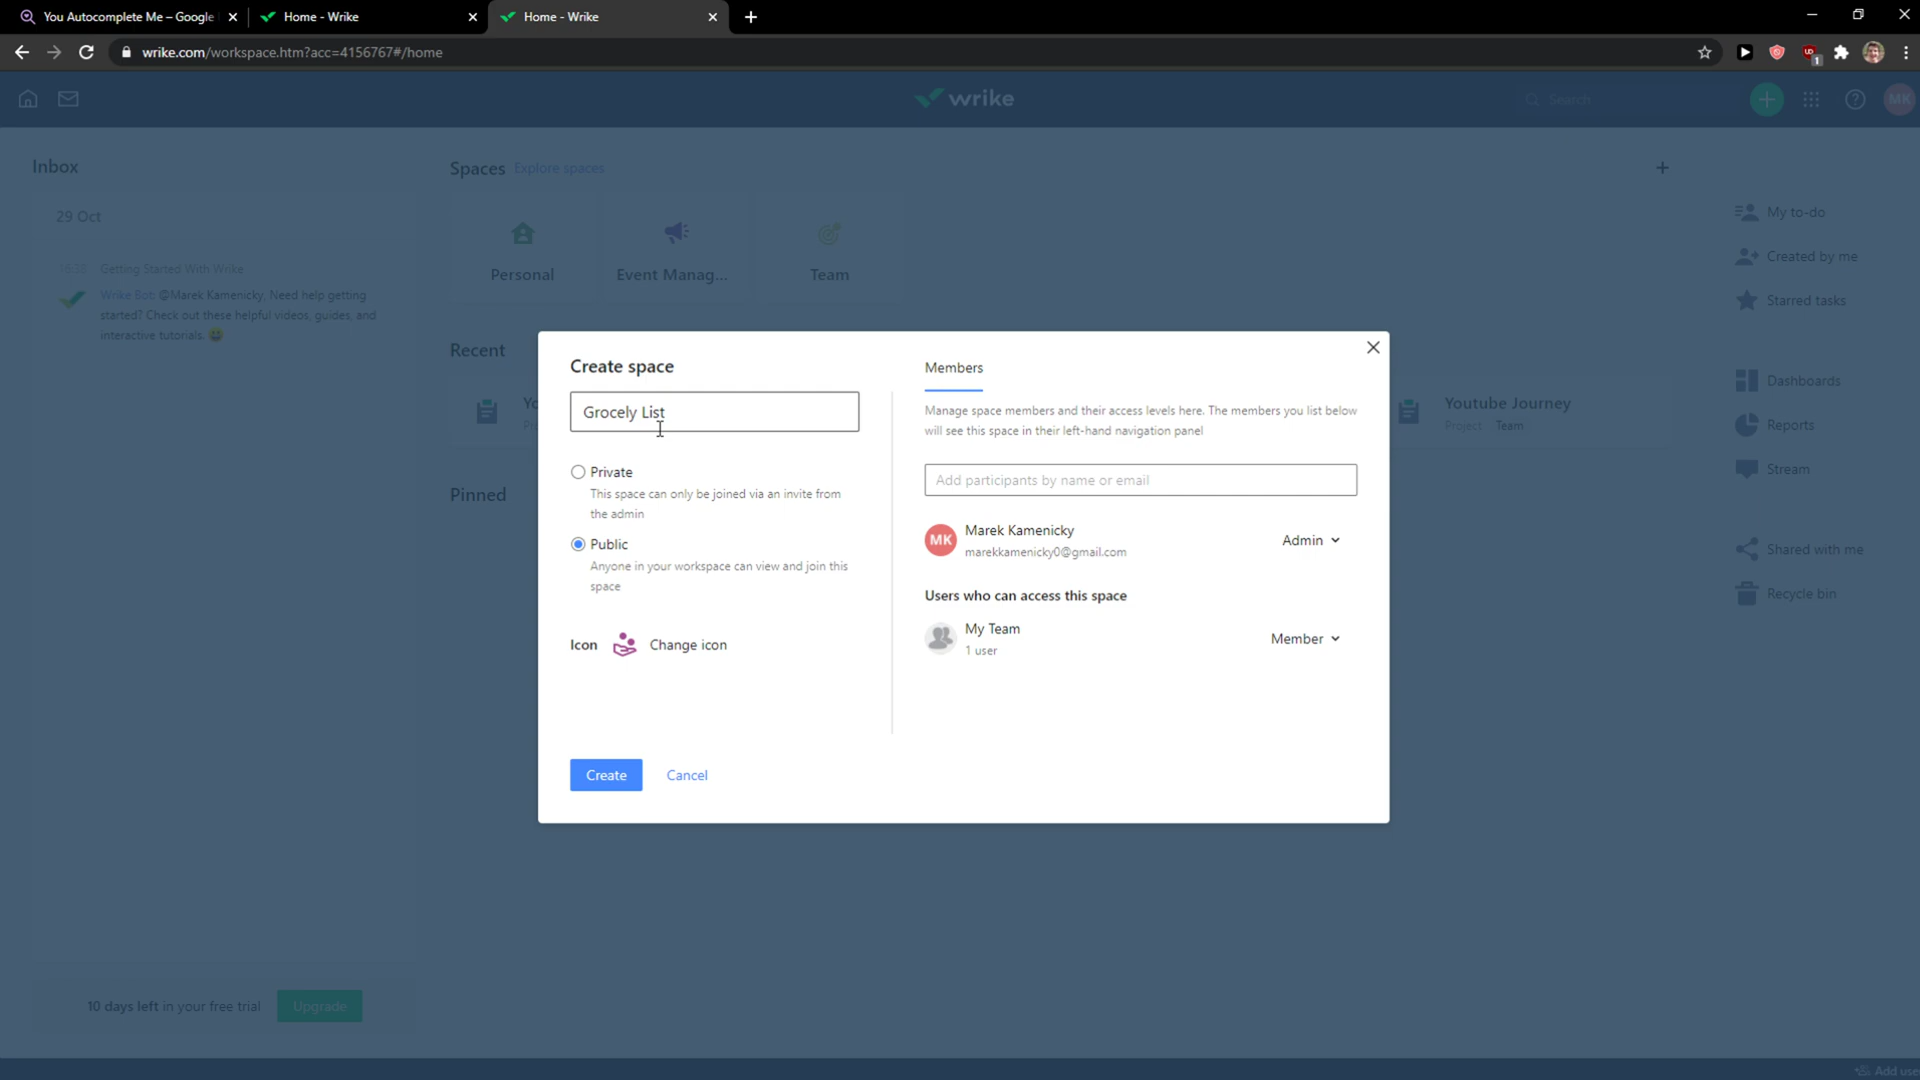 You Autocomplete Me – Google
Home - Wrike
Home - Wrike
wrike.com/workspace.htm?acc=4156767#/home
1
wrike
Search
MK
Inbox
29 Oct
Getting Started With Wrike
Wrike Bot: @Marek Kamenicky, Need help getting
started? Check out these helpful videos, guides, and
interactive tutorials.
10 days left in your free trial
Upgrade
Spaces
Explore spaces
Personal
Event Manag...
Team
Recent
Yo
Youtube Journey
Project
Team
Pinned
My to-do
Created by me
Starred tasks
Dashboards
Reports
Stream
Shared with me
Recycle bin
Create space
Grocely List
Private
This space can only be joined via an invite from
the admin
Public
Anyone in your workspace can view and join this
space
Icon
Change icon
Create
Cancel
Members
Manage space members and their access levels here. The members you list below
will see this space in their left-hand navigation panel
Add participants by name or email
MK
Marek Kamenicky
marekkamenicky0@gmail.com
Admin
Users who can access this space
My Team
1 user
Member
Add use